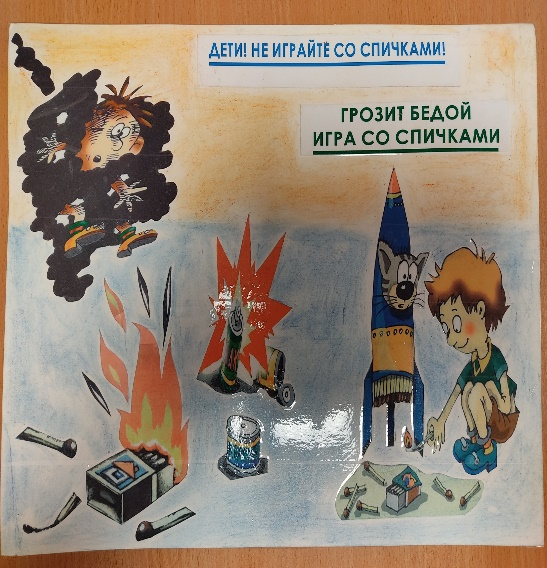 ДЕТИ! НЕ ИГРАЙТЕ СО СПИЧКАМИ!
ГРОЗИТ БЕДОЙ
ИГРА СО СПИЧКАМИ